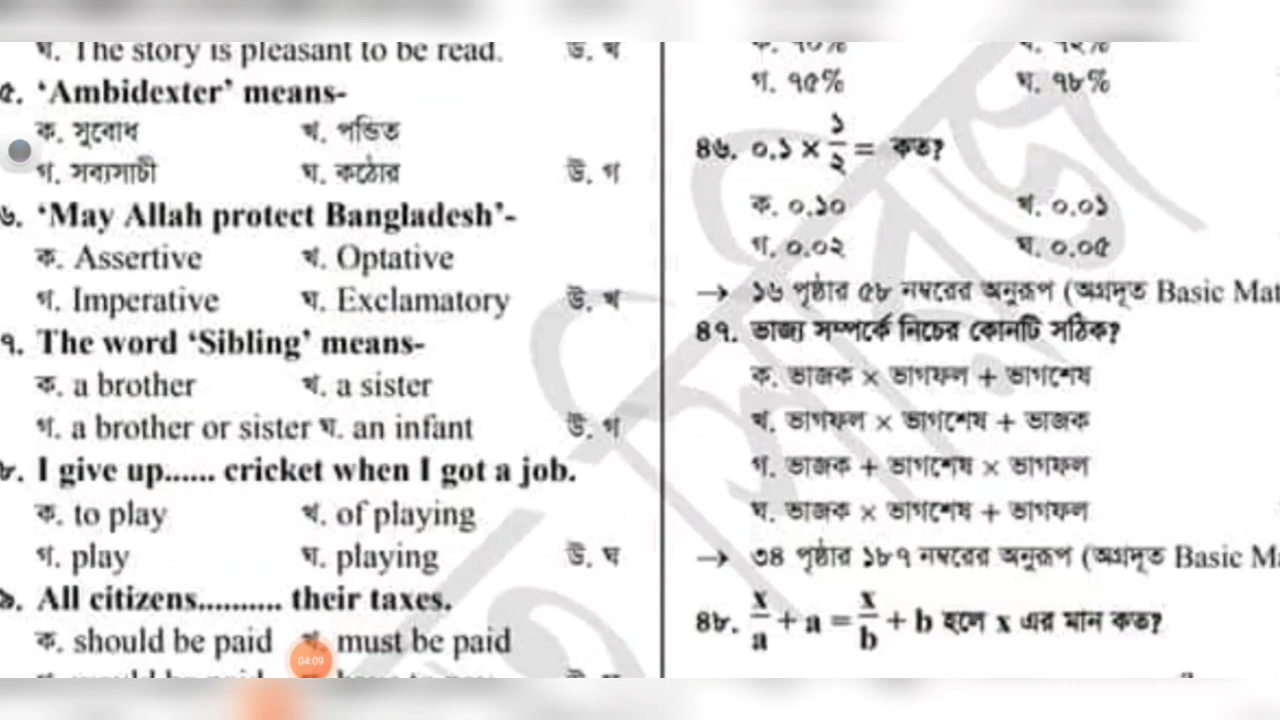 ঘ. The story is pleasant to be read. উ. খ
৫. ‘Ambidexter’ means-
ক. সুবোধ খ. পন্ডিত
গ. সব্যসাচী ঘ. কঠোর উ. গ
৬. ‘May Allah protect Bangladesh’-
ক. Assertive খ. Optative
গ. Imperative ঘ. Exclamatory উ. খ
৭. The word ‘Sibling’ means-
ক. a brother খ. a sister
গ. a brother or sister ঘ. an infant উ. গ
৮. I give up...... cricket when I got a job.
ক. to play খ. of playing
গ. play ঘ. playing উ. ঘ
৯. All citizens.......... their taxes.
ক. should be paid খ. must be paid
04:09
ক. ৭০% খ. ৭২%
গ. ৭৫% ঘ. ৭৮%
৪৬. ০.১ × ১/২ = কত?
ক. ০.১০ খ. ০.০১
গ. ০.০২ ঘ. ০.০৫
→ ১৬ পৃষ্ঠার ৫৮ নম্বরের অনুরূপ (অগ্রদূত Basic Mat
৪৭. ভাজ্য সম্পর্কে নিচের কোনটি সঠিক?
ক. ভাজক × ভাগফল + ভাগশেষ
খ. ভাগফল × ভাগশেষ + ভাজক
গ. ভাজক + ভাগশেষ × ভাগফল
ঘ. ভাজক × ভাগশেষ + ভাগফল
→ ৩৪ পৃষ্ঠার ১৮৭ নম্বরের অনুরূপ (অগ্রদূত Basic Ma
৪৮. x/a + a = x/b + b হলে x এর মান কত?